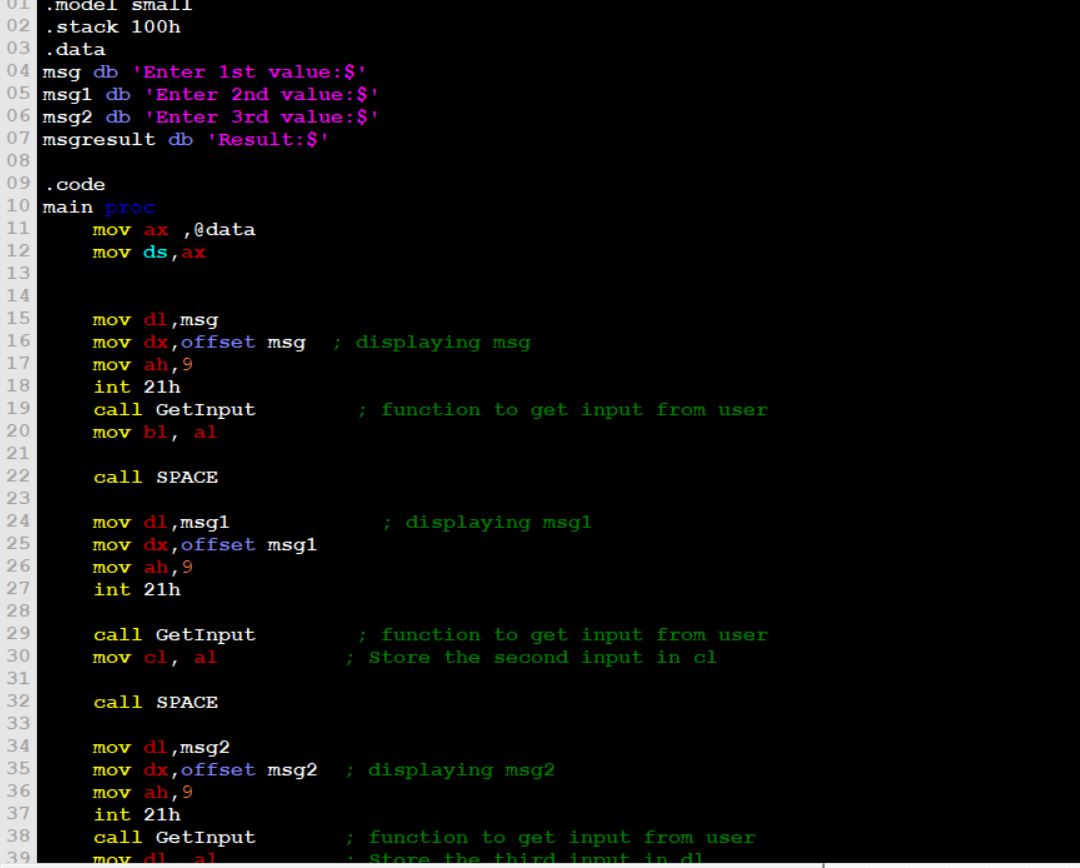 01 .model small
02 .stack 100h
03 .data
04 msg db 'Enter 1st value:$'
05 msg1 db 'Enter 2nd value:$'
06 msg2 db 'Enter 3rd value:$'
07 msgresult db 'Result:$'
08
09 .code
10 main proc
11 mov ax ,@data
12 mov ds,ax
13
14
15 mov dl,msg
16 mov dx,offset msg ; displaying msg
17 mov ah,9
18 int 21h
19 call GetInput ; function to get input from user
20 mov bl, al
21
22 call SPACE
23
24 mov dl,msg1 ; displaying msg1
25 mov dx,offset msg1
26 mov ah,9
27 int 21h
28
29 call GetInput ; function to get input from user
30 mov cl, al ; Store the second input in cl
31
32 call SPACE
33
34 mov dl,msg2
35 mov dx,offset msg2 ; displaying msg2
36 mov ah,9
37 int 21h
38 call GetInput ; function to get input from user
39 mov dl, al ; Store the third input in dl